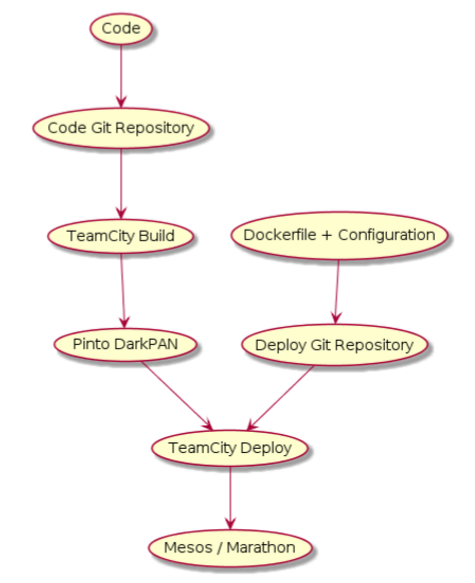 Code
Code Git Repository
TeamCity Build
Dockerfile + Configuration
Pinto DarkPAN
Deploy Git Repository
TeamCity Deploy
Mesos / Marathon